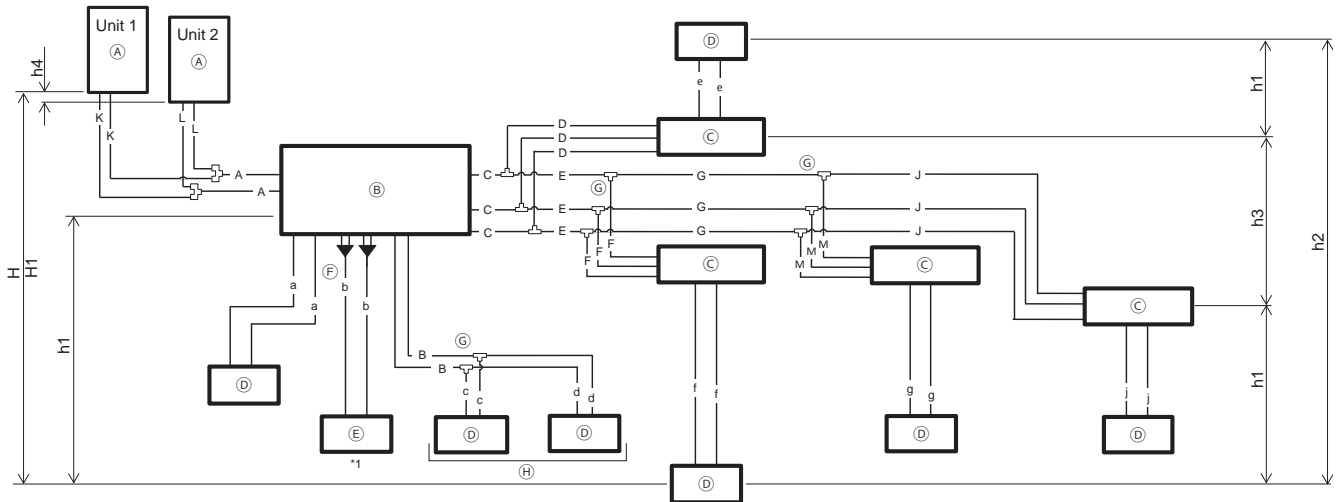 Unit 1
Ⓐ
Unit 2
Ⓐ
h4
K
K
L
L
A
A
H
H1
h1
Ⓑ
Ⓓ
e e
D
D
D
Ⓒ
C E G J
C E G J
C E G J
Ⓖ
Ⓖ
F
F
F
M
M
M
Ⓒ
Ⓒ
Ⓒ
Ⓕ
a
a
b
b
Ⓖ
B
B
c
c
d
d
f
f
g
g
j
j
Ⓓ
Ⓔ
*1
Ⓓ
Ⓓ
Ⓗ
Ⓓ
Ⓓ
Ⓓ
h1
h3
h1
h2